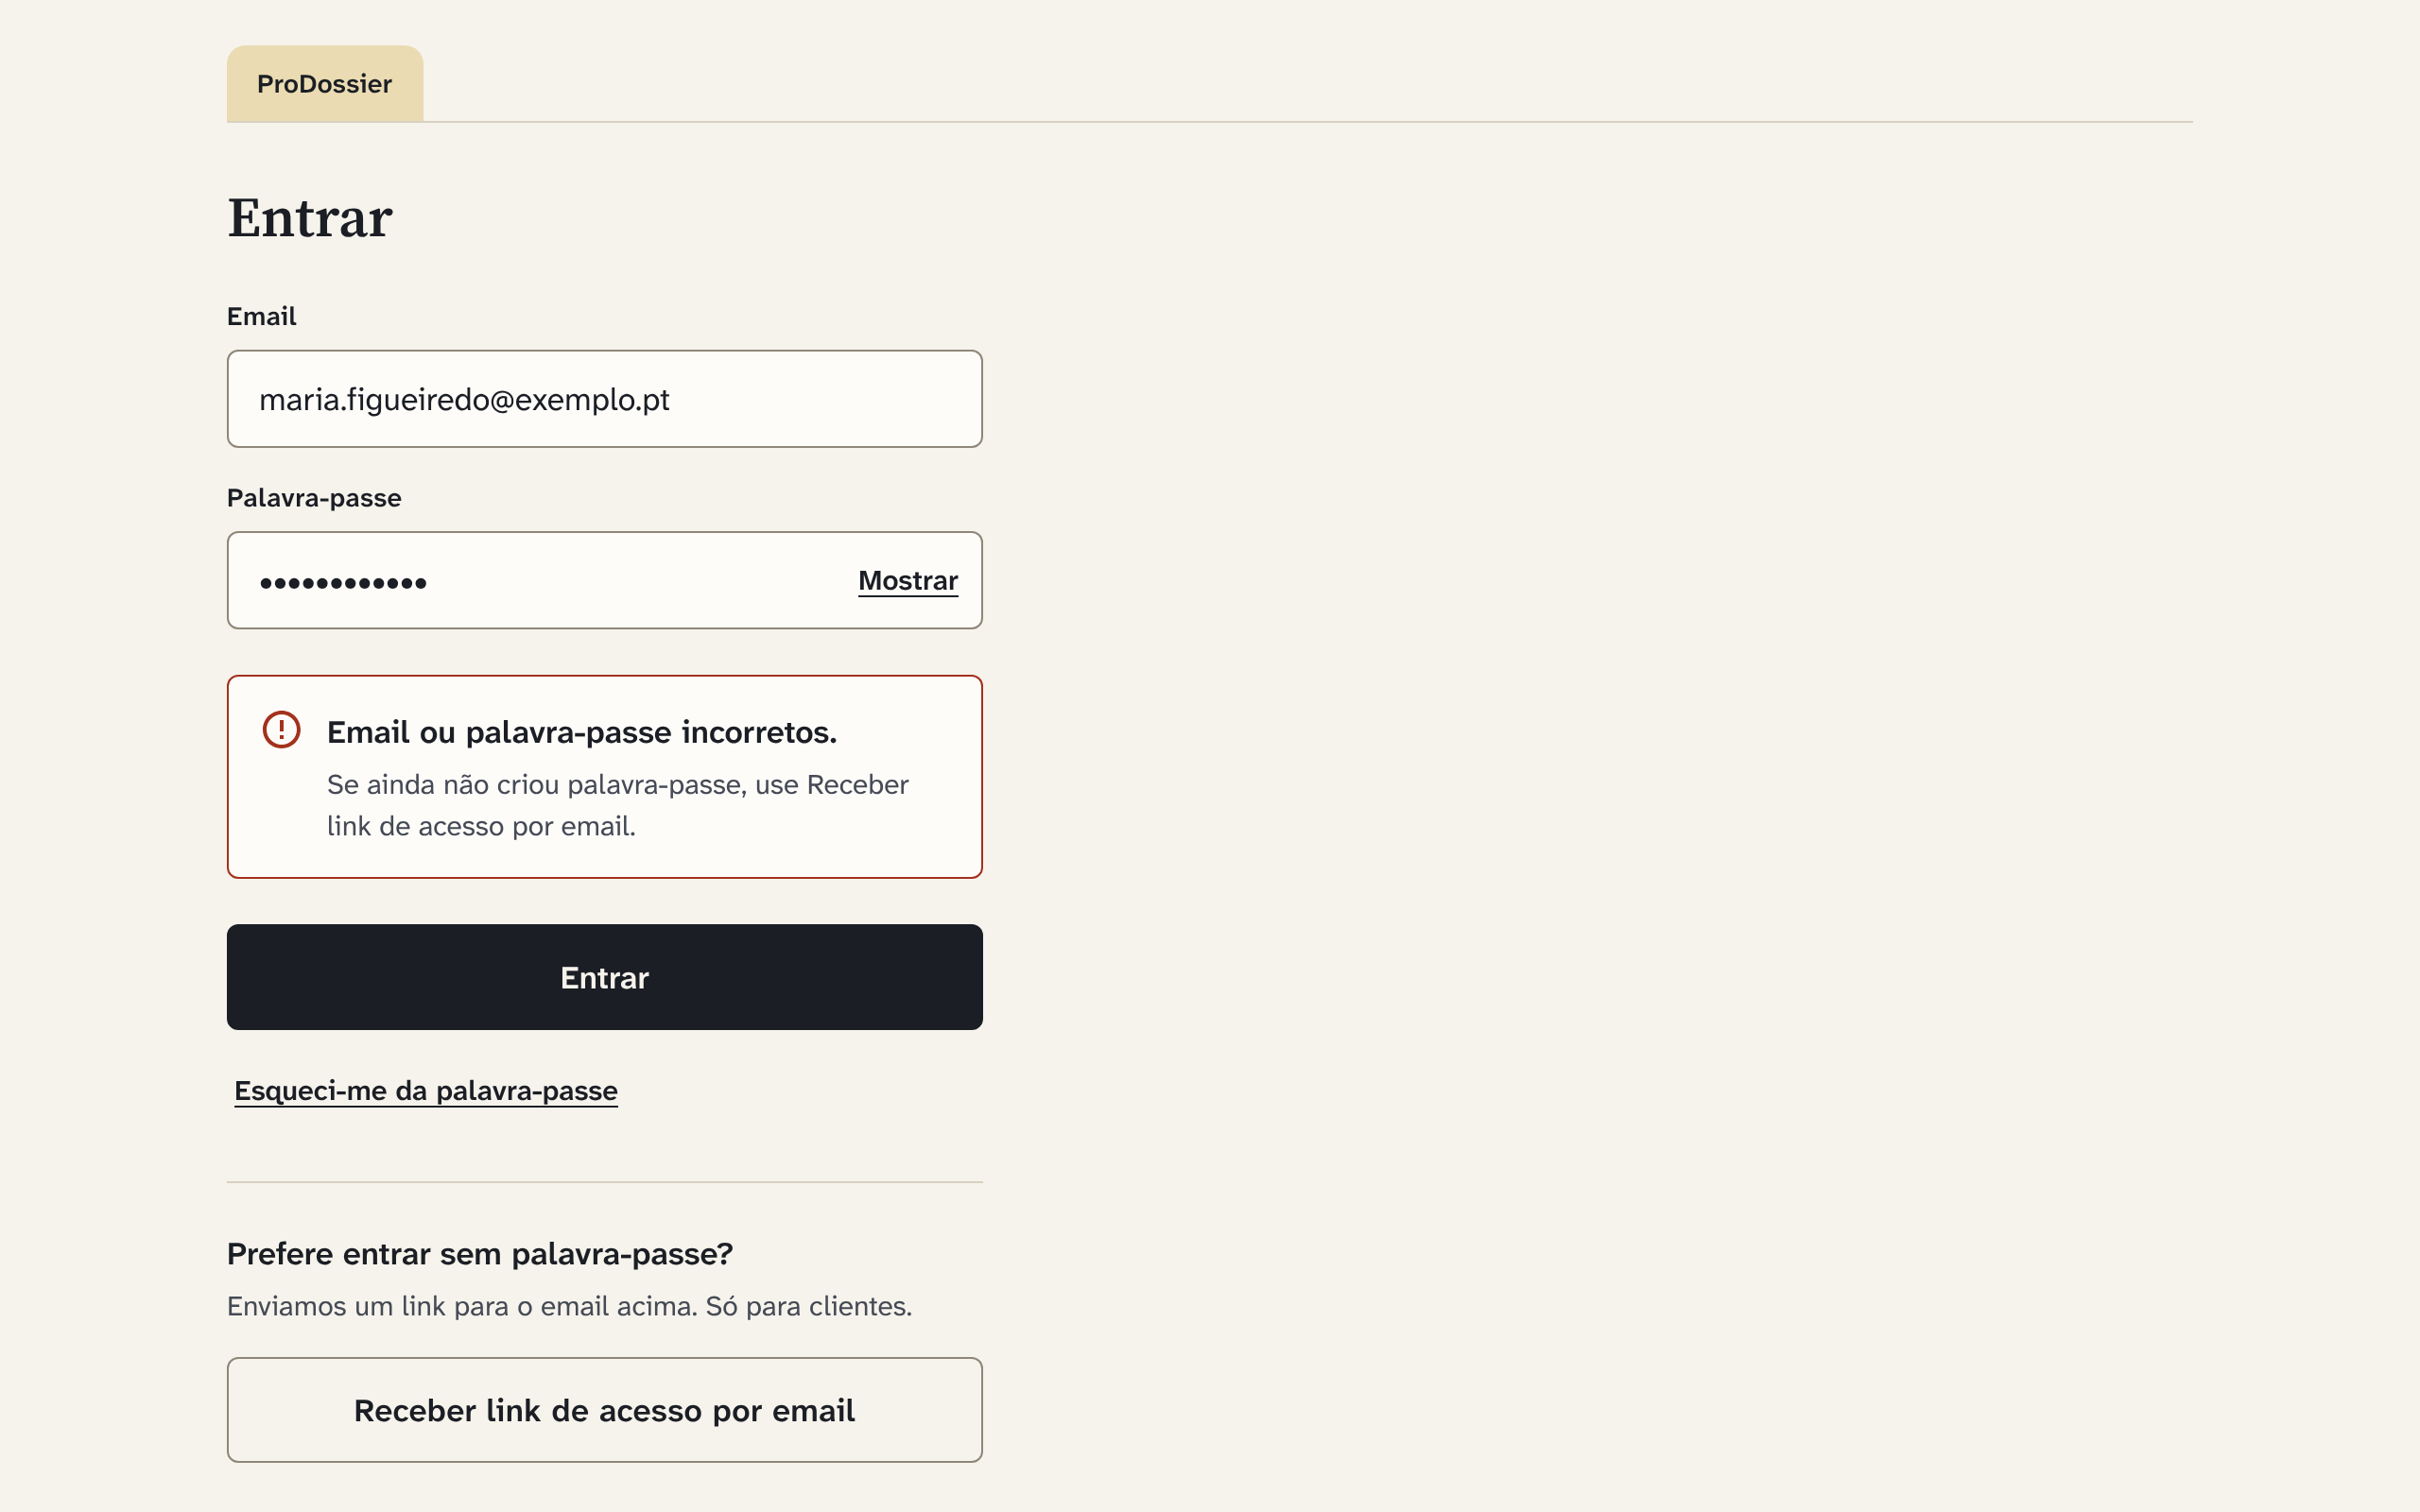 ProDossier
Entrar
Email
maria.figueiredo@exemplo.pt
Palavra-passe
••••••••••••
Mostrar
Email ou palavra-passe incorretos.
Se ainda não criou palavra-passe, use Receber
link de acesso por email.
Entrar
Esqueci-me da palavra-passe
Prefere entrar sem palavra-passe?
Enviamos um link para o email acima. Só para clientes.
Receber link de acesso por email